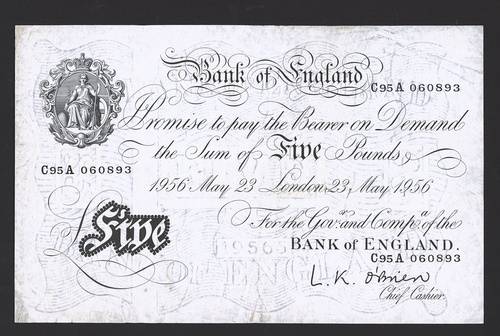 Bank of England
C95A 060893
I Promise to pay the Bearer on Demand
the Sum of Five Pounds
C95A 060893
1956 May 23 London 23, May 1956
For the Gov.r and Comp.a of the
BANK of ENGLAND.
C95A 060893
£ Five
L. K. O'Brien
Chief Cashier.